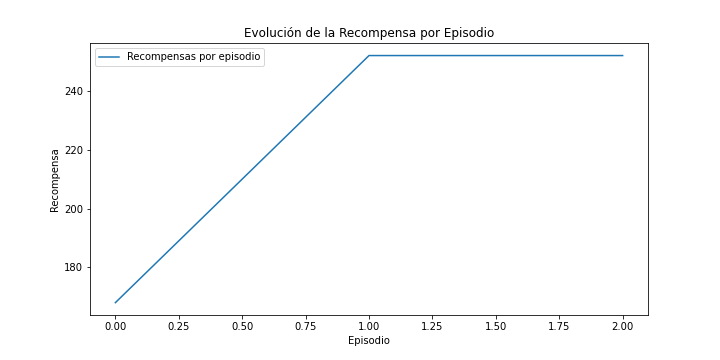 Evolución de la Recompensa por Episodio
Recompensas por episodio
240
220
200
180
Recompensa
0.00 0.25 0.50 0.75 1.00 1.25 1.50 1.75 2.00
Episodio